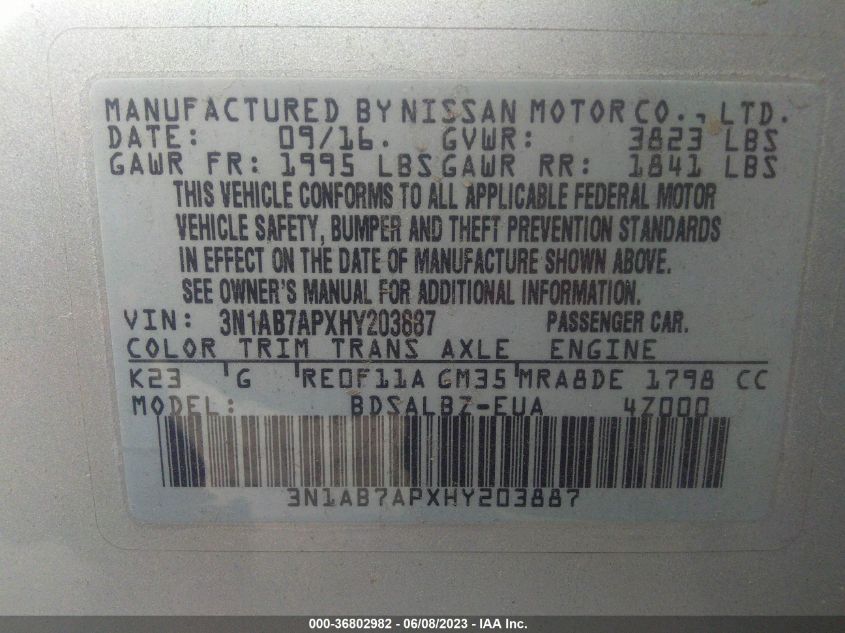 MANUFACTURED BY NISSAN MOTOR CO., LTD.
DATE: 09/16. GVWR: 3823 LBS
GAWR FR: 1995 LBS GAWR RR: 1841 LBS
THIS VEHICLE CONFORMS TO ALL APPLICABLE FEDERAL MOTOR
VEHICLE SAFETY, BUMPER AND THEFT PREVENTION STANDARDS
IN EFFECT ON THE DATE OF MANUFACTURE SHOWN ABOVE.
SEE OWNER'S MANUAL FOR ADDITIONAL INFORMATION.
VIN: 3N1AB7APXHY203887 PASSENGER CAR.
COLOR TRIM TRANS AXLE ENGINE
K23 G RE0F11A GM35 MRA8DE 1798 CC
MODEL: BDSALBZ-EUA 4Z000
3N1AB7APXHY203887
000-36802982 - 06/08/2023 - IAA Inc.